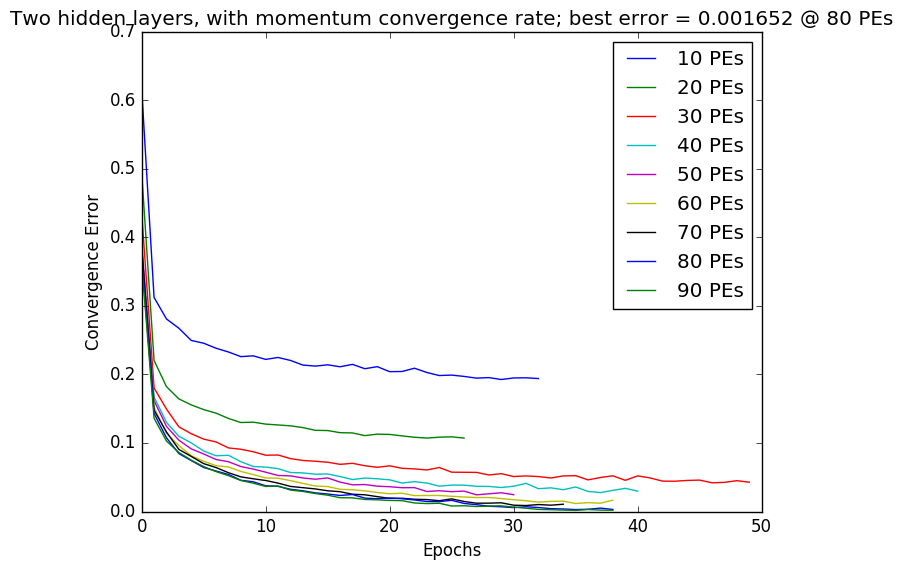 Two hidden layers, with momentum convergence rate; best error = 0.001652 @ 80 PEs
0.7
0.6
0.5
0.4
0.3
0.2
0.1
0.0
Convergence Error
10 PEs
20 PEs
30 PEs
40 PEs
50 PEs
60 PEs
70 PEs
80 PEs
90 PEs
0 10 20 30 40 50
Epochs